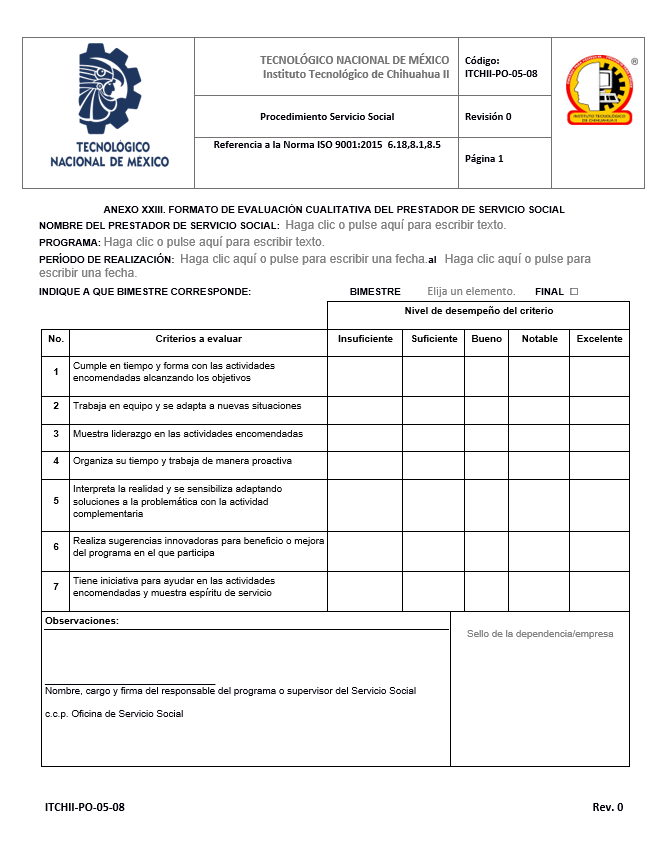 TECNOLÓGICO
NACIONAL DE MÉXICO
TECNOLÓGICO NACIONAL DE MÉXICO
Instituto Tecnológico de Chihuahua II
Código:
ITCHII-PO-05-08
Procedimiento Servicio Social
Revisión 0
Referencia a la Norma ISO 9001:2015 6.18,8.1,8.5
Página 1
®
INSTITUTO TECNOLOGICO
DE CHIHUAHUA II
ANEXO XXIII. FORMATO DE EVALUACIÓN CUALITATIVA DEL PRESTADOR DE SERVICIO SOCIAL
NOMBRE DEL PRESTADOR DE SERVICIO SOCIAL: Haga clic o pulse aquí para escribir texto.
PROGRAMA: Haga clic o pulse aquí para escribir texto.
PERÍODO DE REALIZACIÓN: Haga clic aquí o pulse para escribir una fecha.al Haga clic aquí o pulse para
escribir una fecha.
INDIQUE A QUE BIMESTRE CORRESPONDE: BIMESTRE Elija un elemento. FINAL ☐
Nivel de desempeño del criterio
No. Criterios a evaluar Insuficiente Suficiente Bueno Notable Excelente
1 Cumple en tiempo y forma con las actividades
encomendadas alcanzando los objetivos
2 Trabaja en equipo y se adapta a nuevas situaciones
3 Muestra liderazgo en las actividades encomendadas
4 Organiza su tiempo y trabaja de manera proactiva
5 Interpreta la realidad y se sensibiliza adaptando
soluciones a la problemática con la actividad
complementaria
6 Realiza sugerencias innovadoras para beneficio o mejora
del programa en el que participa
7 Tiene iniciativa para ayudar en las actividades
encomendadas y muestra espíritu de servicio
Observaciones:
Sello de la dependencia/empresa
Nombre, cargo y firma del responsable del programa o supervisor del Servicio Social
c.c.p. Oficina de Servicio Social
ITCHII-PO-05-08 Rev. 0